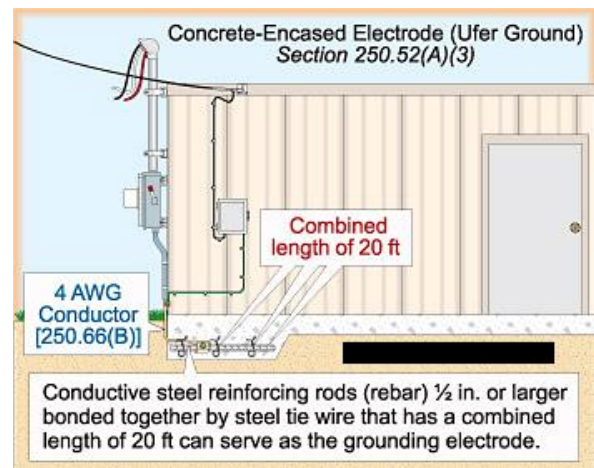 Concrete-Encased Electrode (Ufer Ground)
Section 250.52(A)(3)
Combined
length of 20 ft
4 AWG
Conductor
[250.66(B)]
Conductive steel reinforcing rods (rebar) ½ in. or larger
bonded together by steel tie wire that has a combined
length of 20 ft can serve as the grounding electrode.